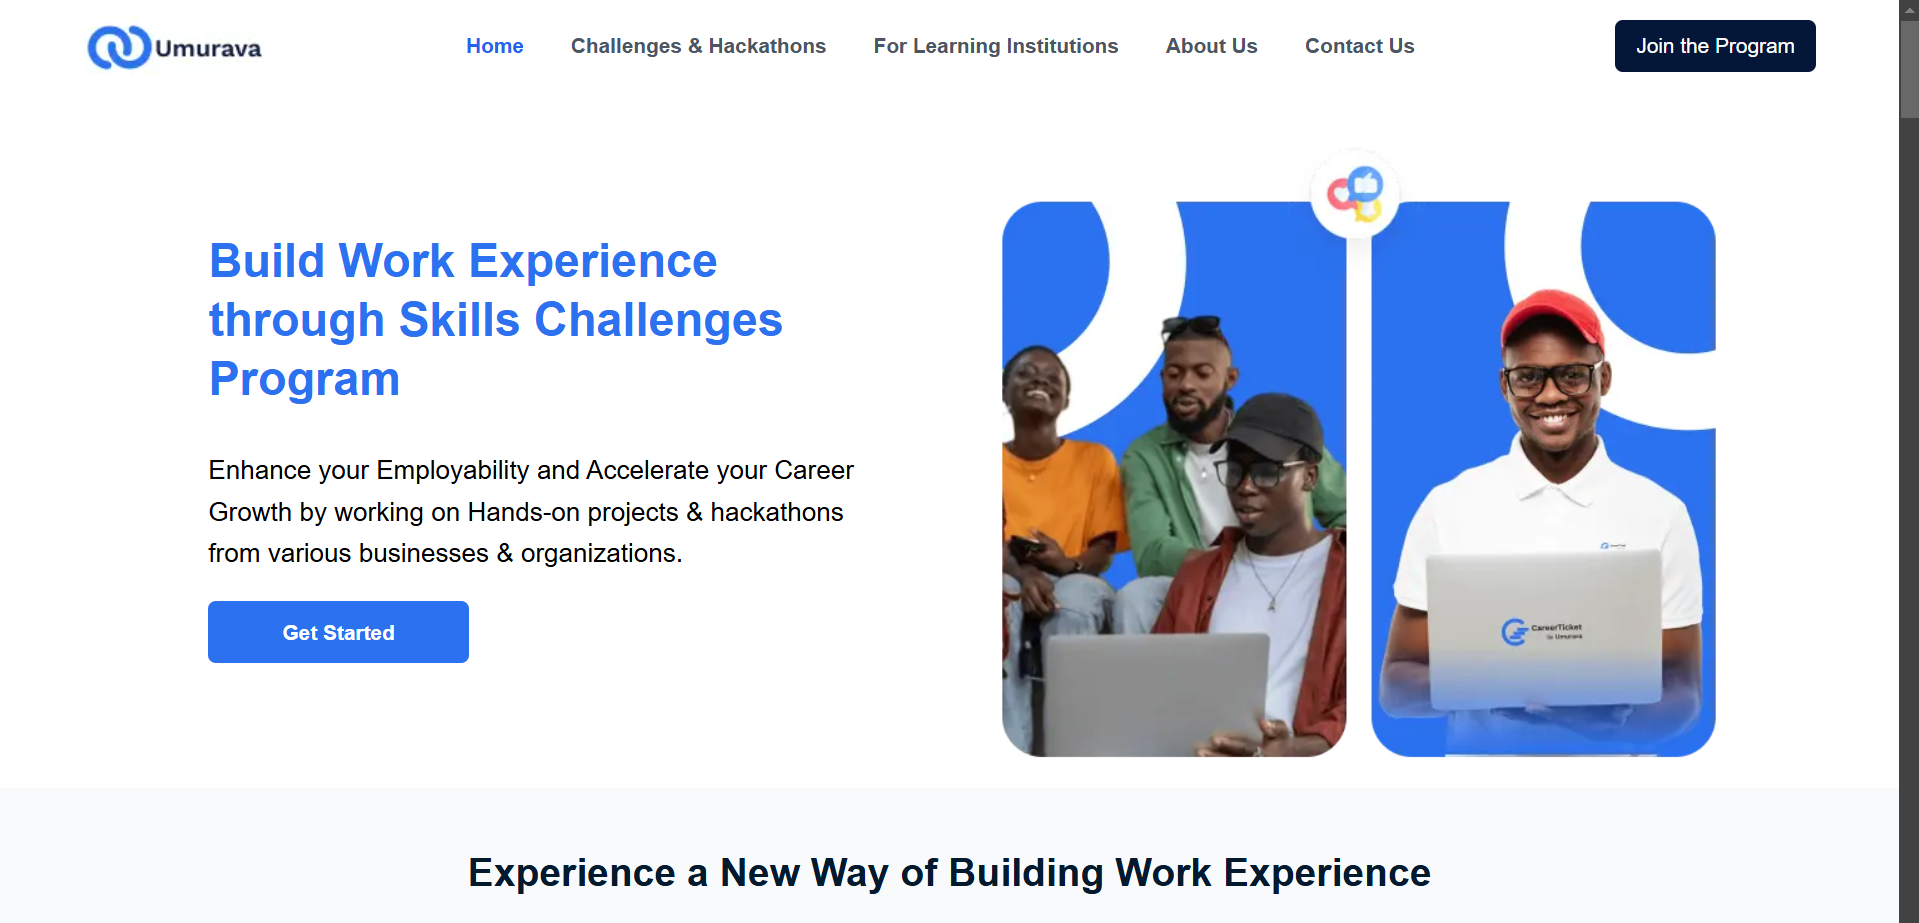 Umurava
Home
Challenges & Hackathons
For Learning Institutions
About Us
Contact Us
Join the Program
Build Work Experience
through Skills Challenges
Program
Enhance your Employability and Accelerate your Career
Growth by working on Hands-on projects & hackathons
from various businesses & organizations.
Get Started
CareerTicket
by Umurava
Experience a New Way of Building Work Experience